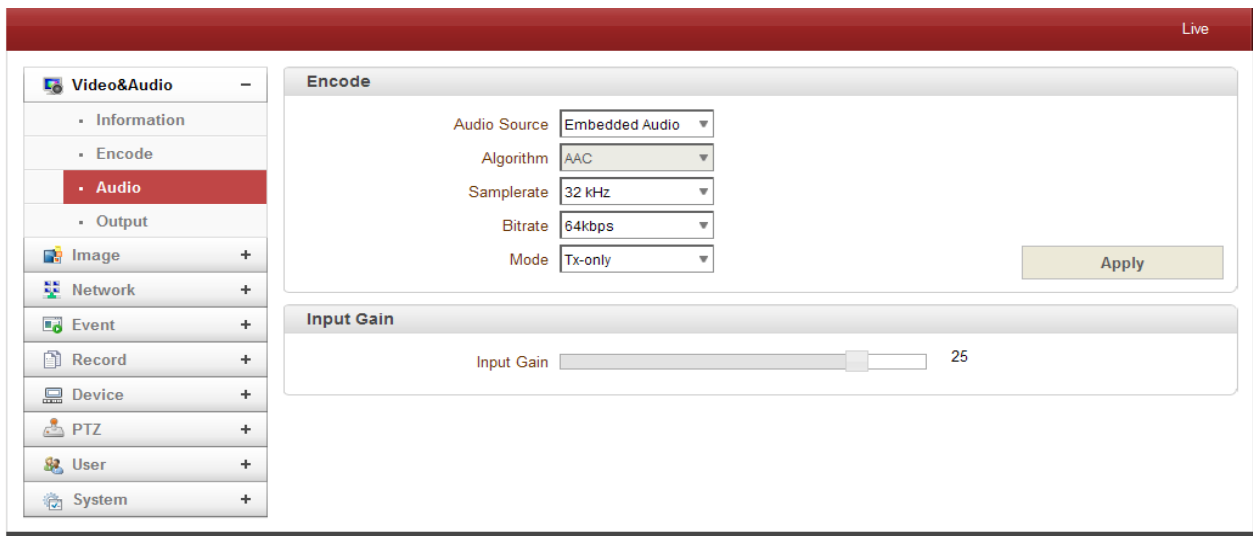 Live
Video&Audio −
Information
Encode
Audio
Output
Image +
Network +
Event +
Record +
Device +
PTZ +
User +
System +
Encode
Audio Source Embedded Audio
Algorithm AAC
Samplerate 32 kHz
Bitrate 64kbps
Mode Tx-only
Apply
Input Gain
Input Gain 25